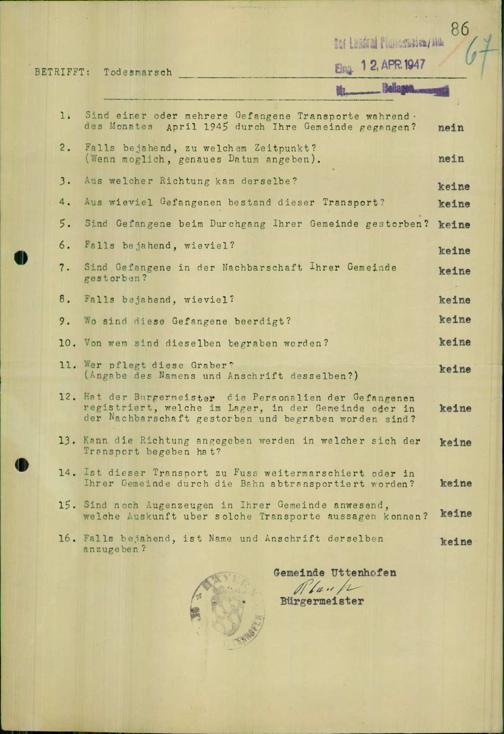 86
67
Der Landrat Pfaffenhofen/Ilm
Eing. 12. APR. 1947
Nr. Beilagen
BETRIFFT: Todesmarsch
1. Sind einer oder mehrere Gefangene Transporte wahrend
des Monates April 1945 durch Ihre Gemeinde gegangen? nein
2. Falls bejahend, zu welchem Zeitpunkt?
(Wenn moglich, genaues Datum angeben). nein
3. Aus welcher Richtung kam derselbe? keine
4. Aus wieviel Gefangenen bestand dieser Transport? keine
5. Sind Gefangene beim Durchgang Ihrer Gemeinde gestorben? keine
6. Falls bejahend, wieviel? keine
7. Sind Gefangene in der Nachbarschaft Ihrer Gemeinde
gestorben? keine
8. Falls bejahend, wieviel? keine
9. Wo sind diese Gefangene beerdigt? keine
10. Von wem sind dieselben begraben worden? keine
11. Wer pflegt diese Graber?
(Angabe des Namens und Anschrift desselben?) keine
12. Hat der Burgermeister die Personalien der Gefangenen
registriert, welche im Lager, in der Gemeinde oder in
der Nachbarschaft gestorben und begraben worden sind? keine
13. Kann die Richtung angegeben werden in welcher sich der
Transport begeben hat? keine
14. Ist dieser Transport zu Fuss weitermarschiert oder in
Ihrer Gemeinde durch die Bahn abtransportiert worden? keine
15. Sind noch Augenzeugen in Ihrer Gemeinde anwesend,
welche Auskunft uber solche Transporte aussagen konnen? keine
16. Falls bejahend, ist Name und Anschrift derselben
anzugeben? keine
Gemeinde Uttenhofen
Bürgermeister
BAYERN